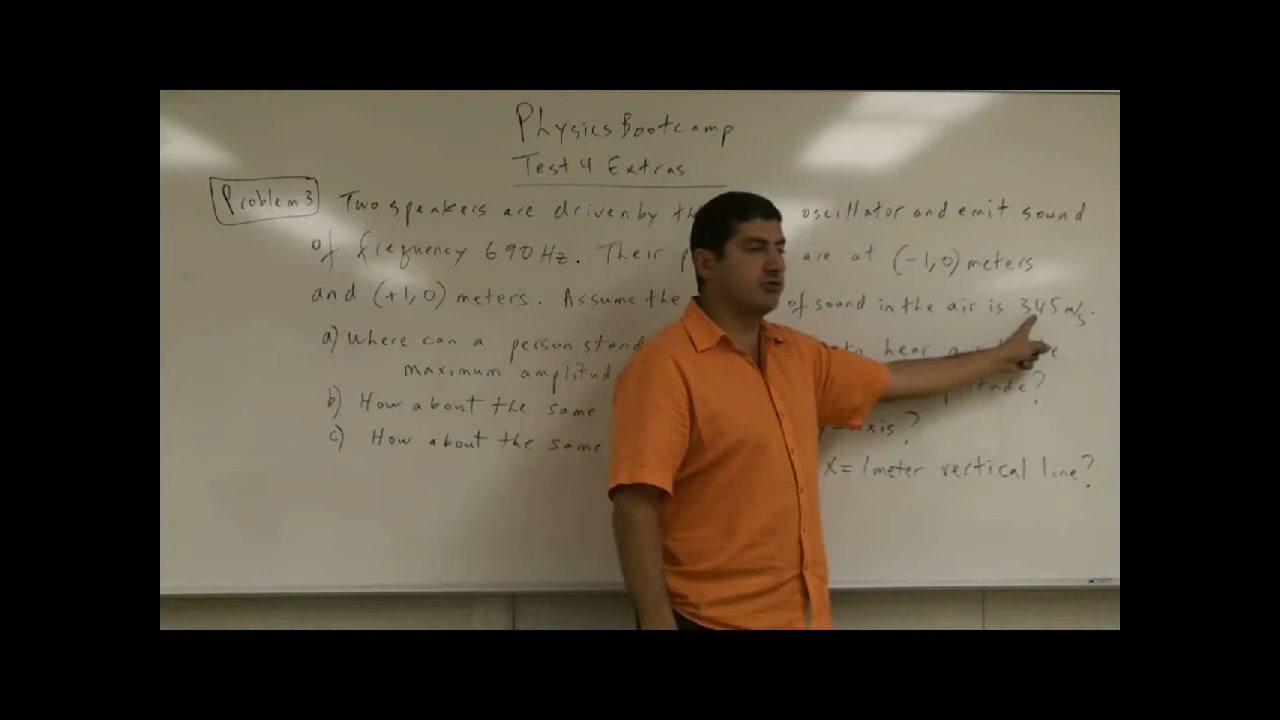 Physics Bootcamp
Test 4 Extras
Problem 3 Two speakers are driven by oscillator and emit sound
of frequency 690 Hz. Their are at (-1,0) meters
and (+1,0) meters. Assume the of sound in the air is 345 m/s.
a) Where can a person stand to hear a
maximum
b) How about the same y-axis?
c) How about the same x = 1 meter vertical line?